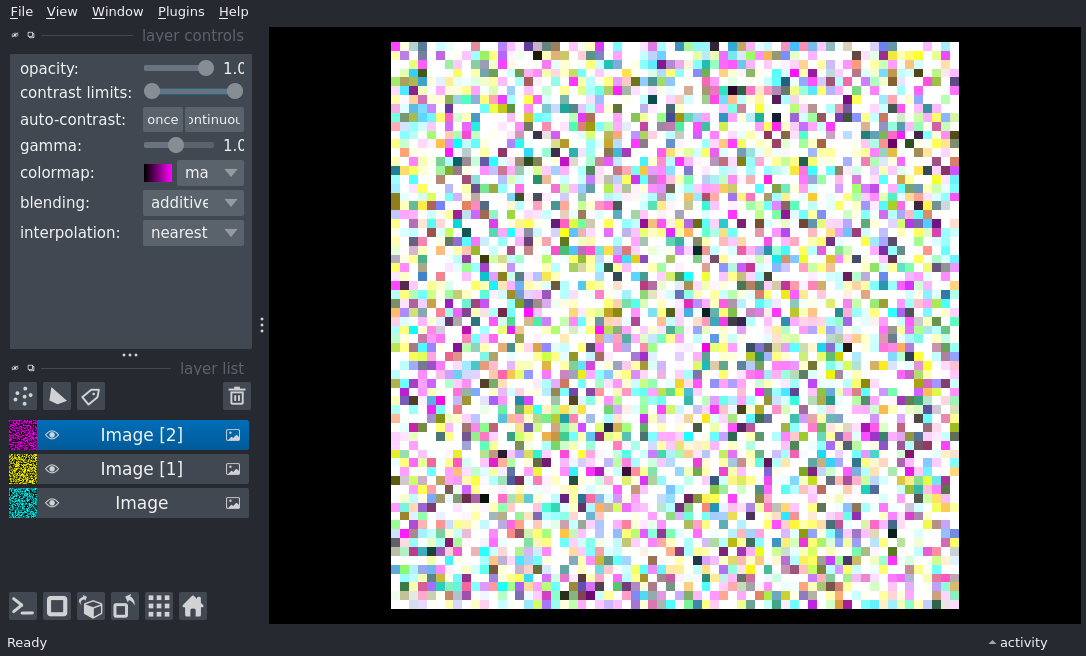 File View Window Plugins Help
layer controls
opacity: 1.0
contrast limits:
auto-contrast: once ontinuou
gamma: 1.0
colormap: ma
blending: additive
interpolation: nearest
layer list
Image [2]
Image [1]
Image
Ready activity